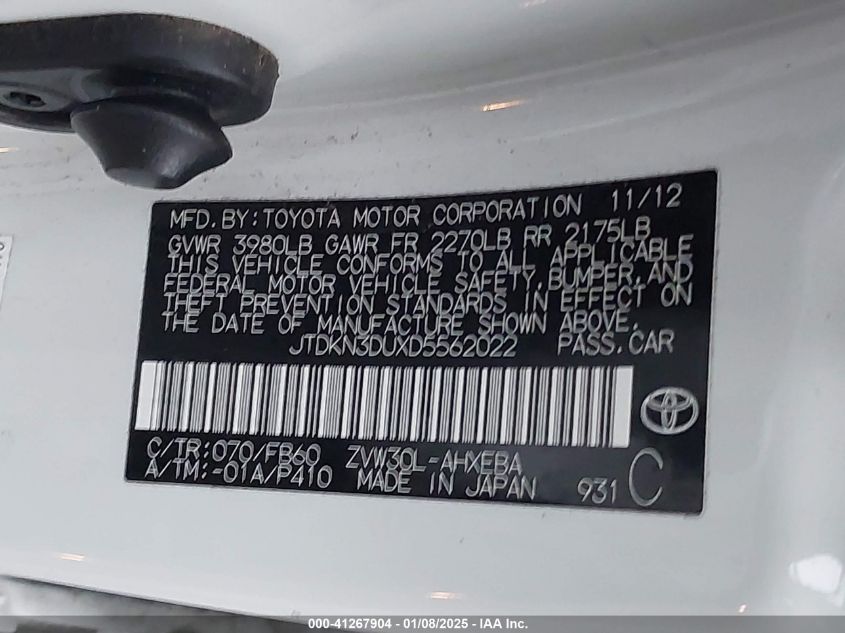 MFD. BY: TOYOTA MOTOR CORPORATION 11/12
GVWR 3980LB GAWR FR 2270LB RR 2175LB
THIS VEHICLE CONFORMS TO ALL APPLICABLE
FEDERAL MOTOR VEHICLE SAFETY, BUMPER, AND
THEFT PREVENTION STANDARDS IN EFFECT ON
THE DATE OF MANUFACTURE SHOWN ABOVE.
JTDKN3DUXD5562022 PASS. CAR
C/TR: 070/FB60 ZVW30L-AHXEBA
A/TM: -01A/P410 MADE IN JAPAN 931 C
000-41267904 - 01/08/2025 - IAA Inc.